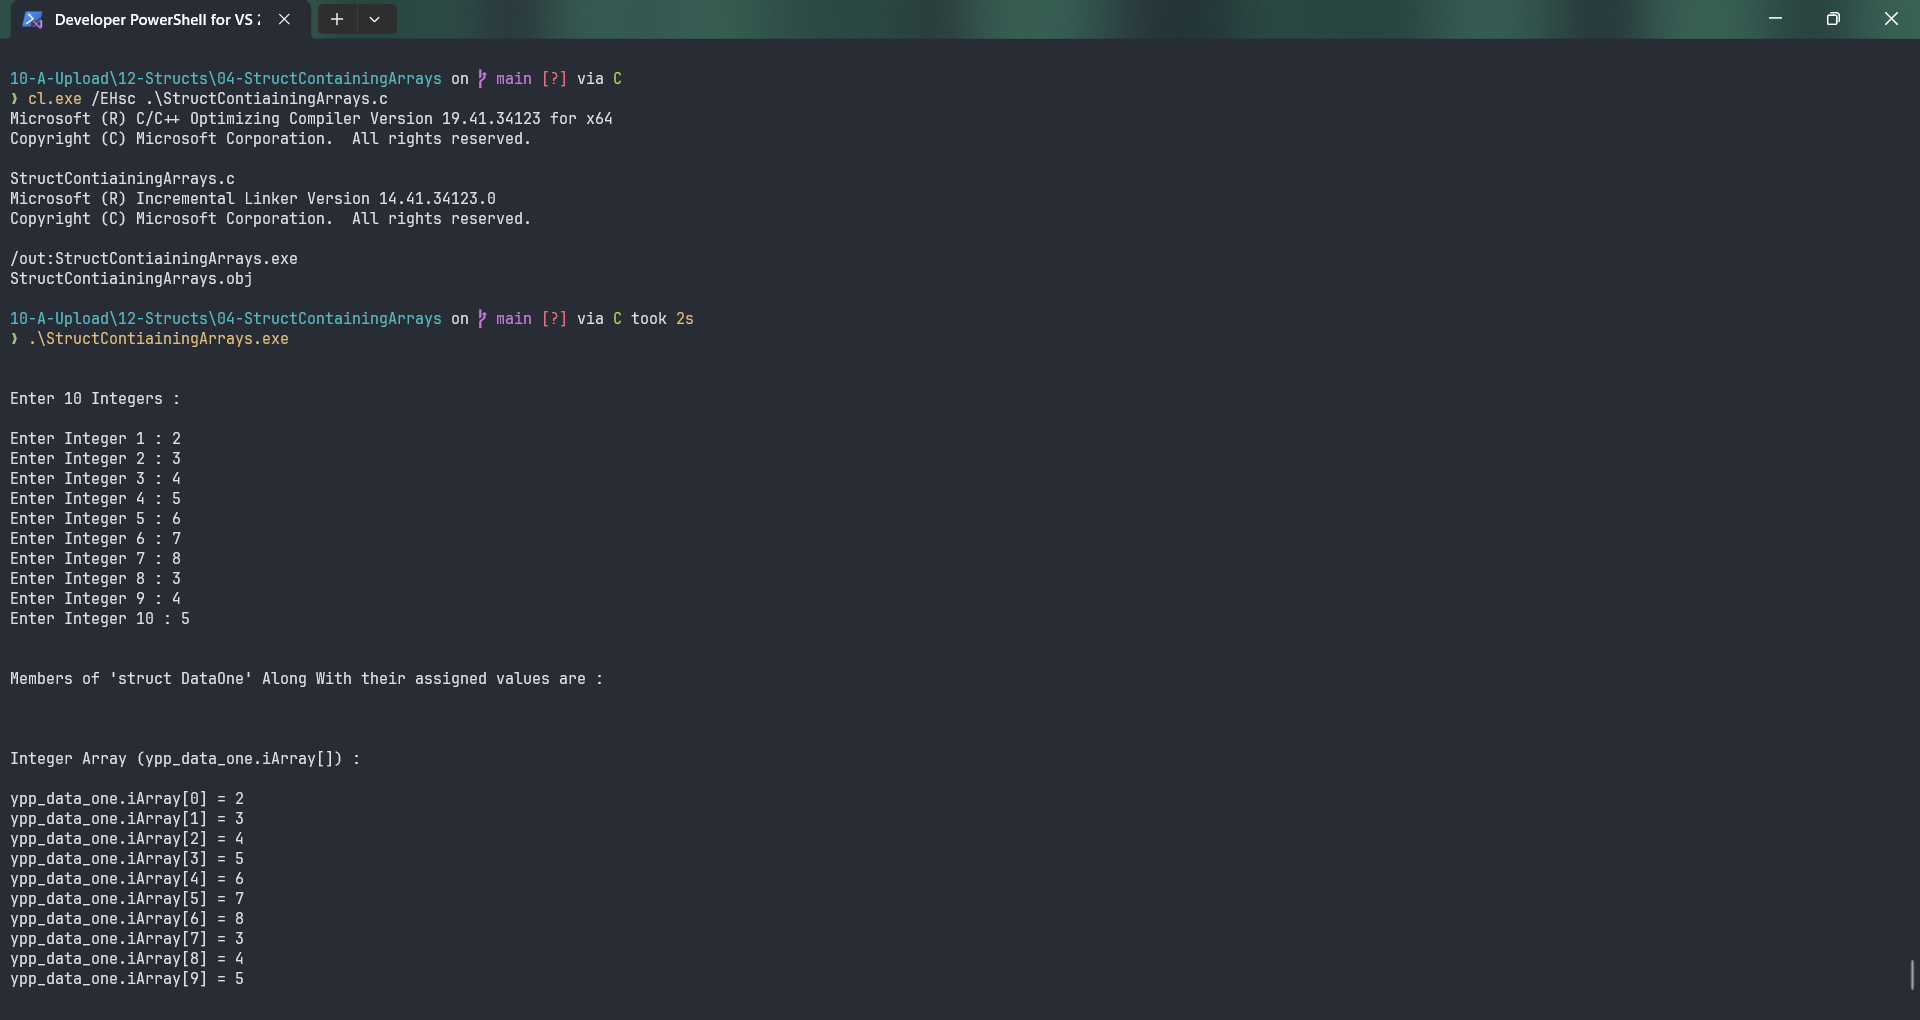 Developer PowerShell for VS 2
10-A-Upload\12-Structs\04-StructContainingArrays on main [?] via C
❯ cl.exe /EHsc .\StructContiainingArrays.c
Microsoft (R) C/C++ Optimizing Compiler Version 19.41.34123 for x64
Copyright (C) Microsoft Corporation.  All rights reserved.
StructContiainingArrays.c
Microsoft (R) Incremental Linker Version 14.41.34123.0
Copyright (C) Microsoft Corporation.  All rights reserved.
/out:StructContiainingArrays.exe
StructContiainingArrays.obj
10-A-Upload\12-Structs\04-StructContainingArrays on main [?] via C took 2s
❯ .\StructContiainingArrays.exe
Enter 10 Integers :
Enter Integer 1 : 2
Enter Integer 2 : 3
Enter Integer 3 : 4
Enter Integer 4 : 5
Enter Integer 5 : 6
Enter Integer 6 : 7
Enter Integer 7 : 8
Enter Integer 8 : 3
Enter Integer 9 : 4
Enter Integer 10 : 5
Members of 'struct DataOne' Along With their assigned values are :
Integer Array (ypp_data_one.iArray[]) :
ypp_data_one.iArray[0] = 2
ypp_data_one.iArray[1] = 3
ypp_data_one.iArray[2] = 4
ypp_data_one.iArray[3] = 5
ypp_data_one.iArray[4] = 6
ypp_data_one.iArray[5] = 7
ypp_data_one.iArray[6] = 8
ypp_data_one.iArray[7] = 3
ypp_data_one.iArray[8] = 4
ypp_data_one.iArray[9] = 5